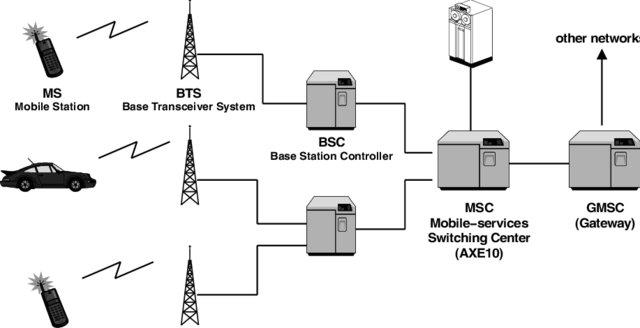 other networks
MS
Mobile Station
BTS
Base Transceiver System
BSC
Base Station Controller
MSC
Mobile-services
Switching Center
(AXE10)
GMSC
(Gateway)